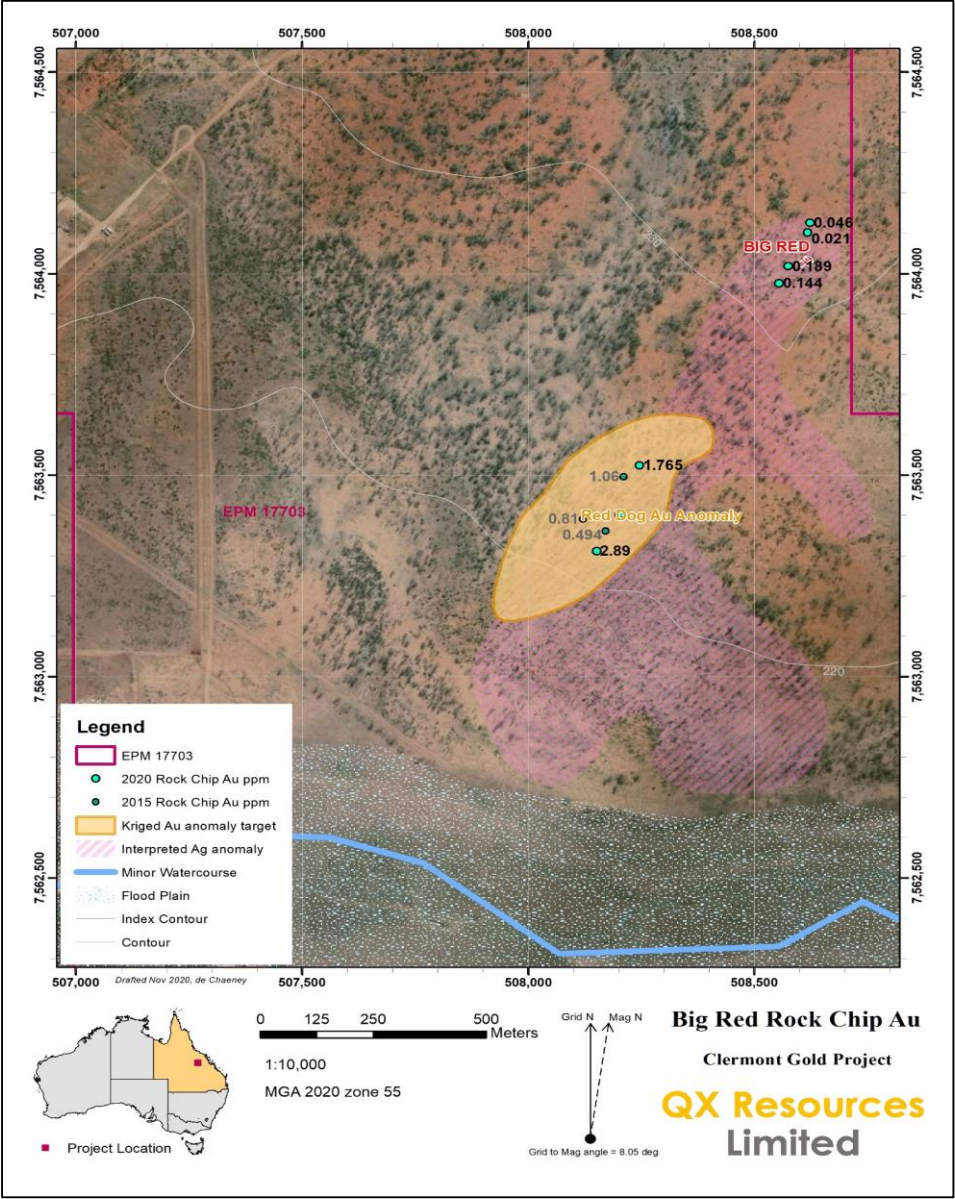 507,000 507,500 508,000 508,500
7,564,500 7,564,500
0.046
0.021
BIG RED
7,564,000 0.189 7,564,000
0.144
1.765
7,563,500 1.06 7,563,500
EPM 17703
Red Dog Au Anomaly
0.494
2.89
7,563,000 7,563,000
220
Legend
EPM 17703
2020 Rock Chip Au ppm
2015 Rock Chip Au ppm
Kriged Au anomaly target
Interpreted Ag anomaly
Minor Watercourse
Flood Plain
Index Contour
Contour
7,562,500 7,562,500
507,000 507,500 508,000 508,500
Drafted Nov 2020, de Chaeney
0 125 250 500
Meters
1:10,000
MGA 2020 zone 55
Project Location
Grid N Mag N
Grid to Mag angle = 8.05 deg
Big Red Rock Chip Au
Clermont Gold Project
QX Resources
Limited